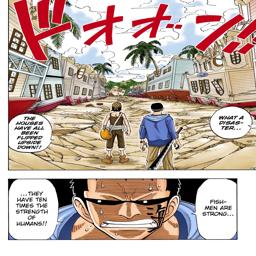 ドオオーン!!
WHAT A
DISAS-
TER...
THE
HOUSES
HAVE ALL
BEEN
FLIPPED
UPSIDE
DOWN!!
FISH-
MEN ARE
STRONG...
...THEY
HAVE TEN
TIMES THE
STRENGTH
OF
HUMANS!!